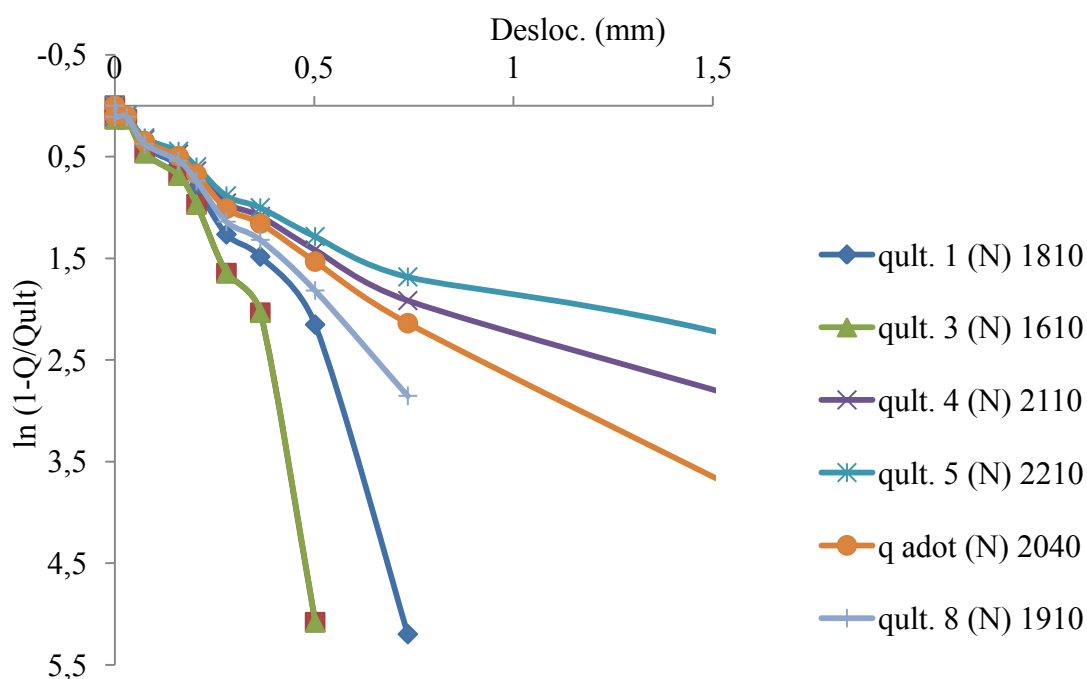 Desloc. (mm)
-0,5
0 0,5 1 1,5
0,5
1,5
2,5
3,5
4,5
5,5
ln (1-Q/Qult)
qult. 1 (N) 1810
qult. 3 (N) 1610
qult. 4 (N) 2110
qult. 5 (N) 2210
q adot (N) 2040
qult. 8 (N) 1910